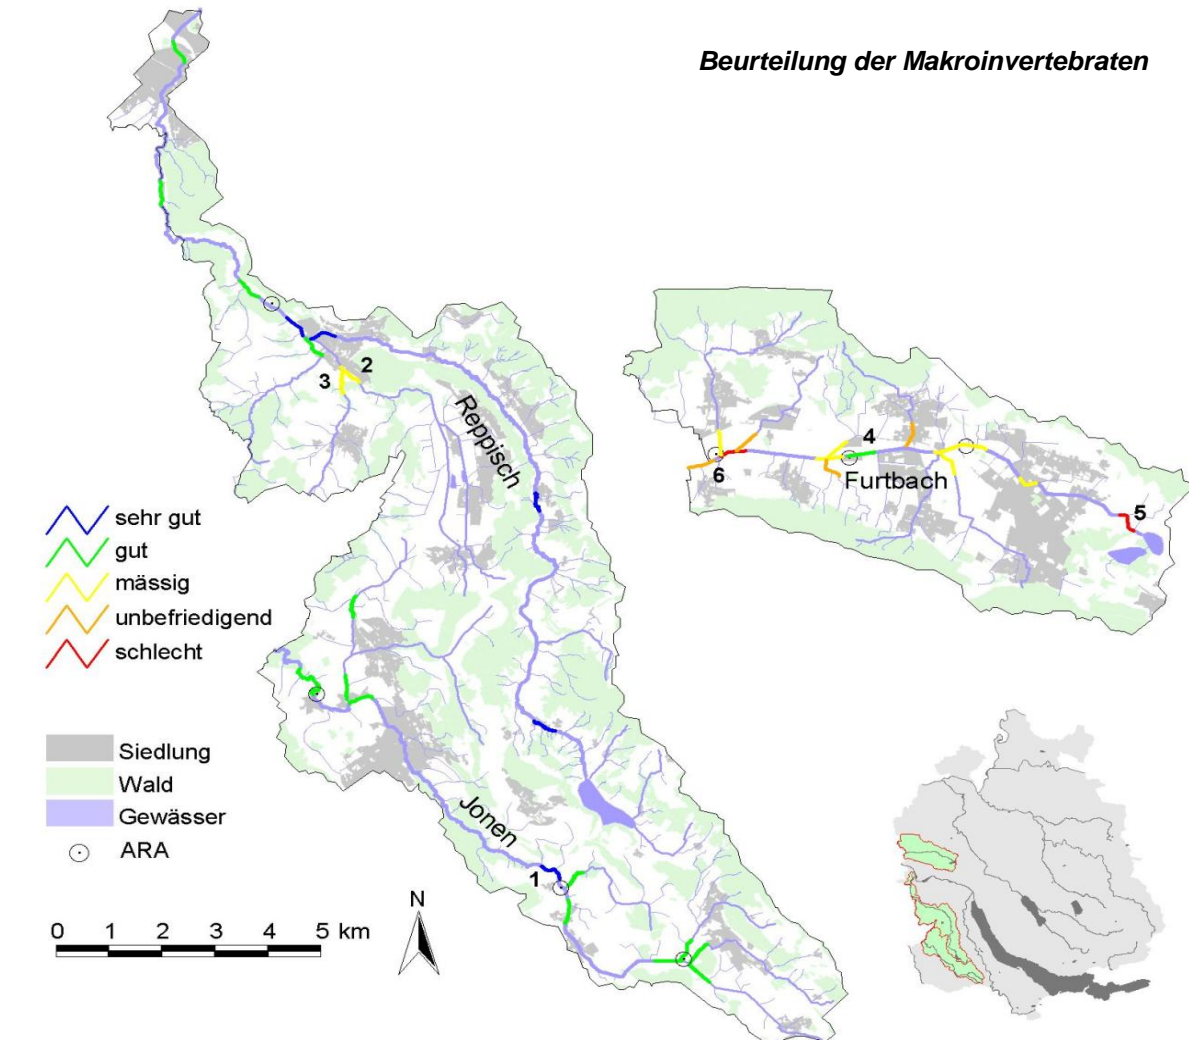 Beurteilung der Makroinvertebraten
2
3
Reppisch
4
6
Furtbach
5
sehr gut
gut
mässig
unbefriedigend
schlecht
Siedlung
Wald
Gewässer
ARA
Jonen
1
N
0 1 2 3 4 5 km